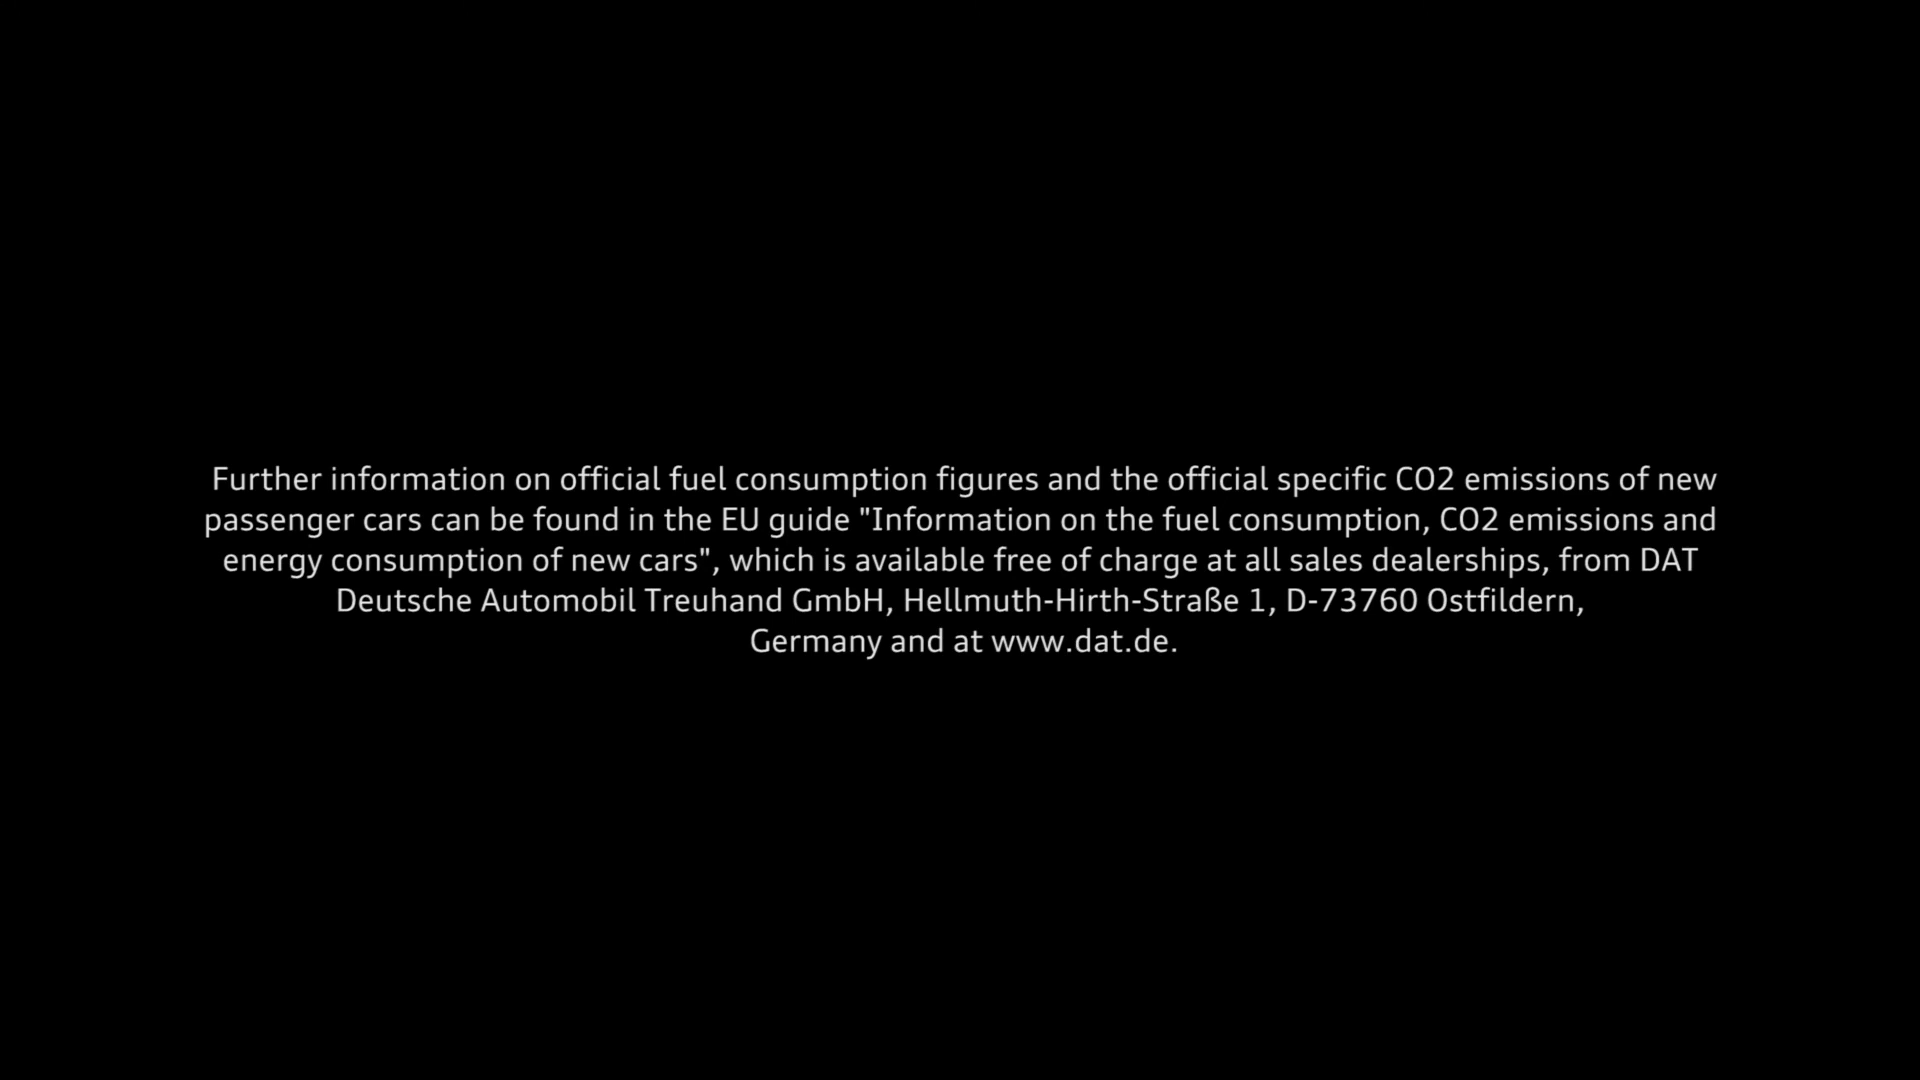 Further information on official fuel consumption figures and the official specific CO2 emissions of new
passenger cars can be found in the EU guide "Information on the fuel consumption, CO2 emissions and
energy consumption of new cars", which is available free of charge at all sales dealerships, from DAT
Deutsche Automobil Treuhand GmbH, Hellmuth-Hirth-Straße 1, D-73760 Ostfildern,
Germany and at www.dat.de.